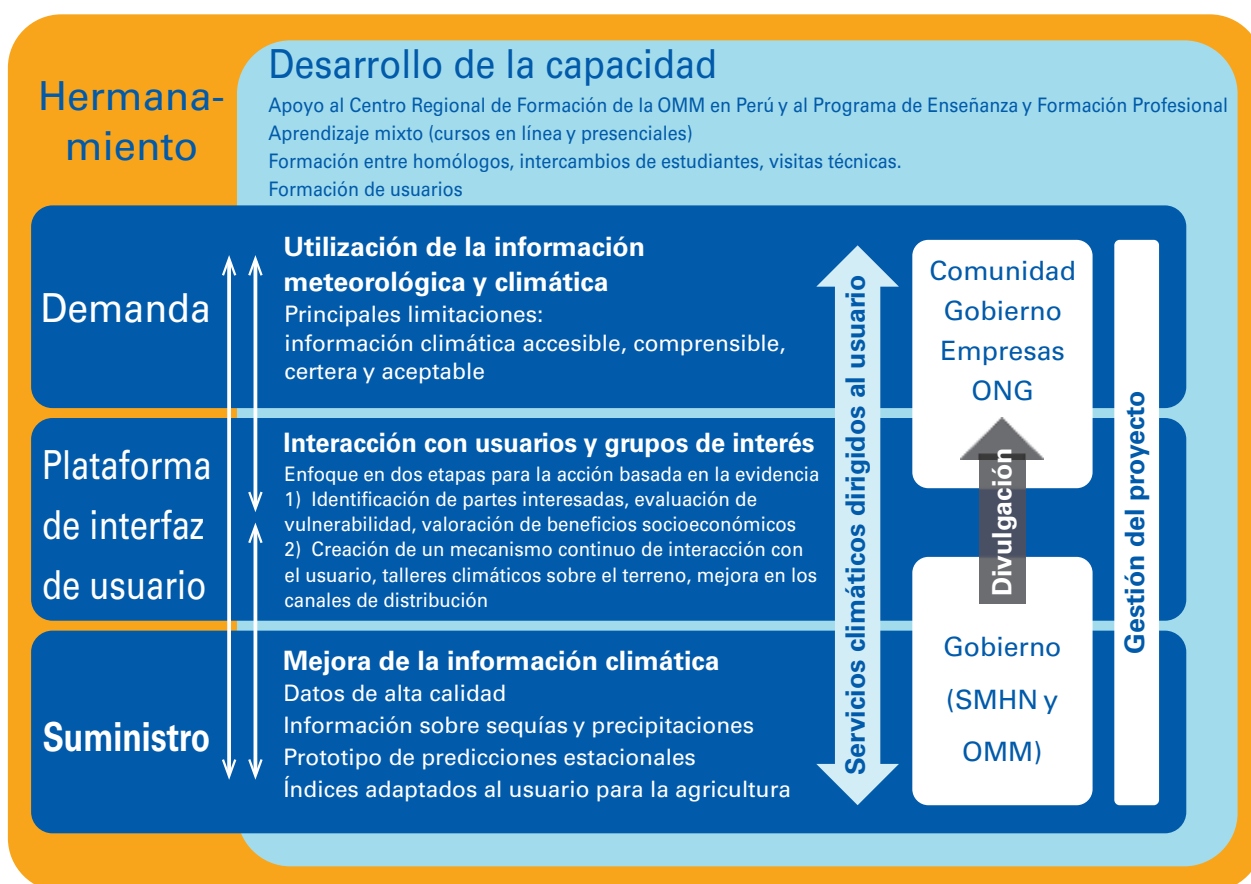 Hermana-
miento
Desarrollo de la capacidad
Apoyo al Centro Regional de Formación de la OMM en Perú y al Programa de Enseñanza y Formación Profesional
Aprendizaje mixto (cursos en línea y presenciales)
Formación entre homólogos, intercambios de estudiantes, visitas técnicas.
Formación de usuarios
Demanda
Utilización de la información
meteorológica y climática
Principales limitaciones:
información climática accesible, comprensible,
certera y aceptable
Plataforma
de interfaz
de usuario
Interacción con usuarios y grupos de interés
Enfoque en dos etapas para la acción basada en la evidencia
1) Identificación de partes interesadas, evaluación de
vulnerabilidad, valoración de beneficios socioeconómicos
2) Creación de un mecanismo continuo de interacción con
el usuario, talleres climáticos sobre el terreno, mejora en los
canales de distribución
Suministro
Mejora de la información climática
Datos de alta calidad
Información sobre sequías y precipitaciones
Prototipo de predicciones estacionales
Índices adaptados al usuario para la agricultura
Servicios climáticos dirigidos al usuario
Comunidad
Gobierno
Empresas
ONG
Divulgación
Gobierno
(SMHN y
OMM)
Gestión del proyecto